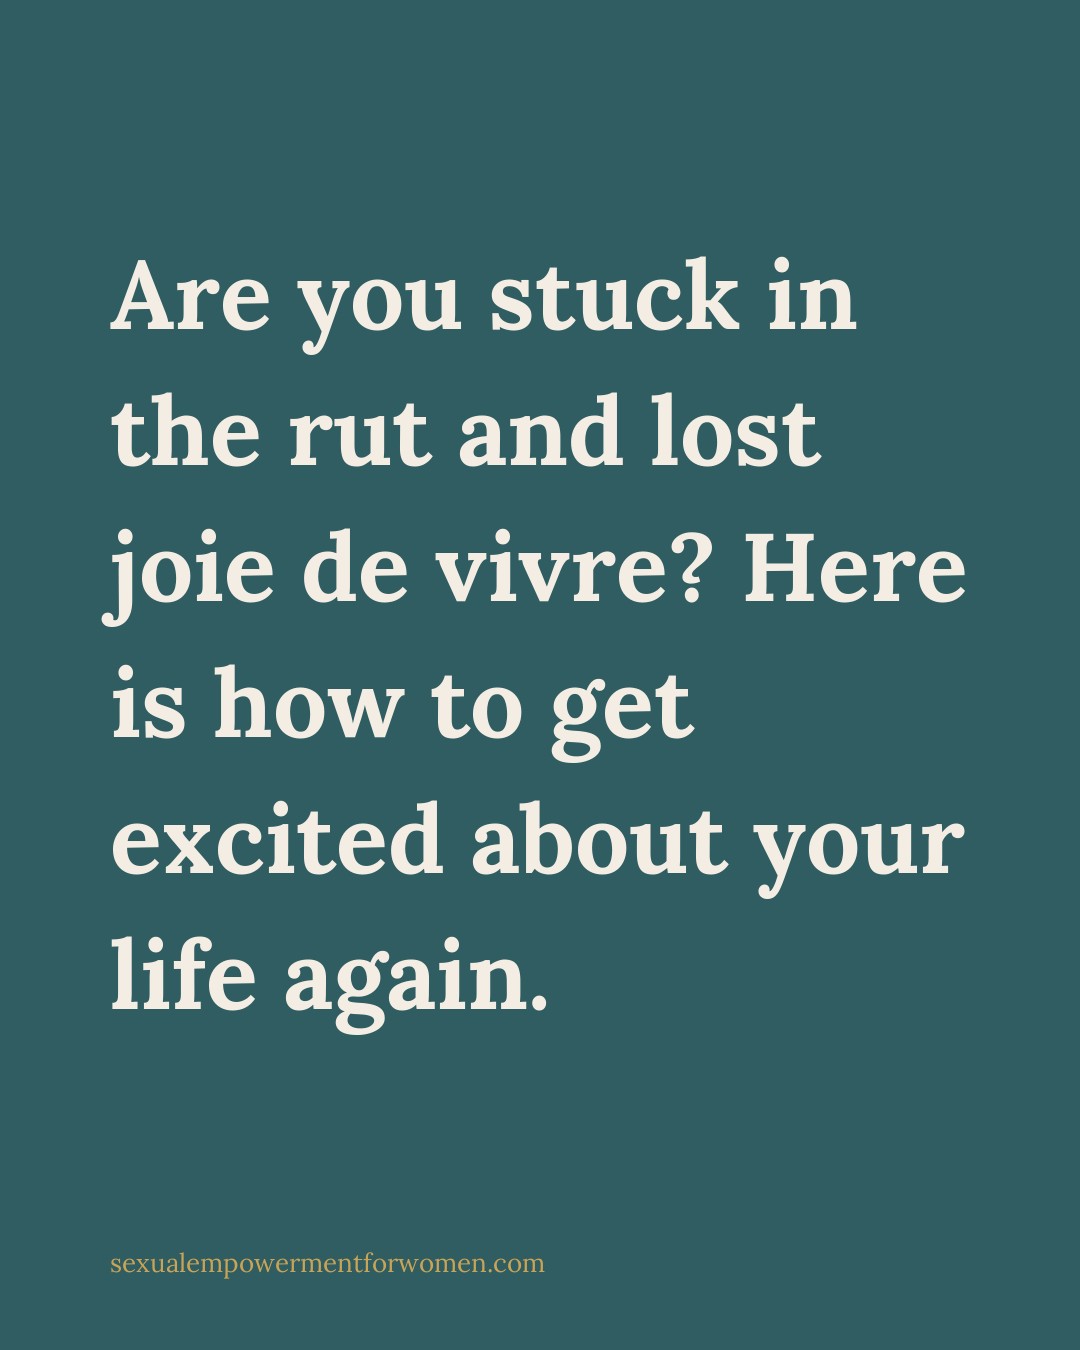 Are you stuck in
the rut and lost
joie de vivre? Here
is how to get
excited about your
life again.
sexualempowermentforwomen.com